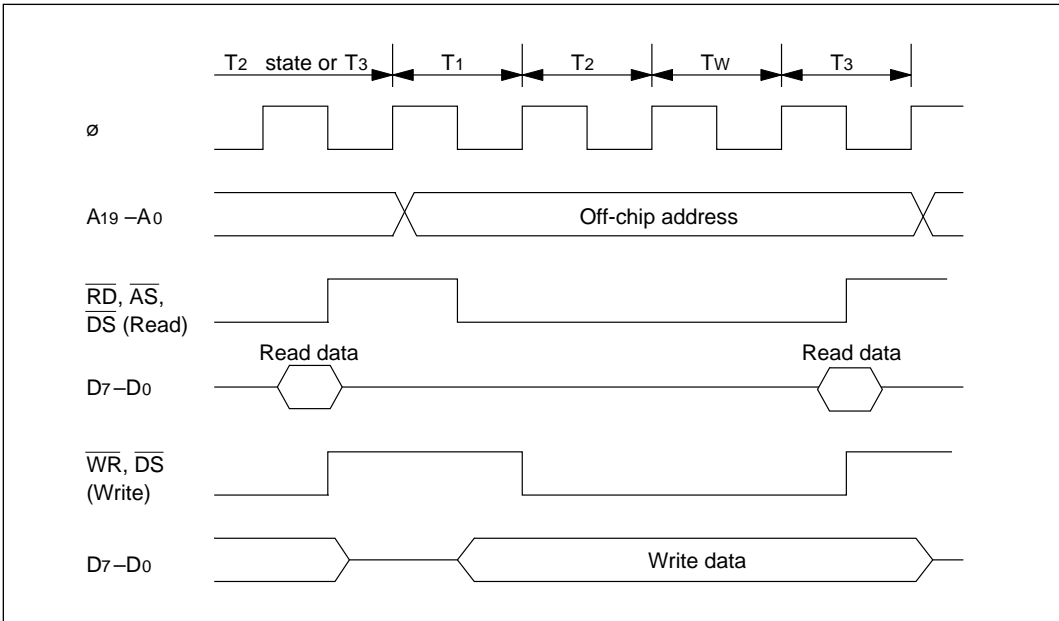 T2 state or T3 T1 T2 TW T3
ø
A19 –A0 Off-chip address
RD, AS,
DS (Read)
Read data Read data
D7–D0
WR, DS
(Write)
D7–D0 Write data